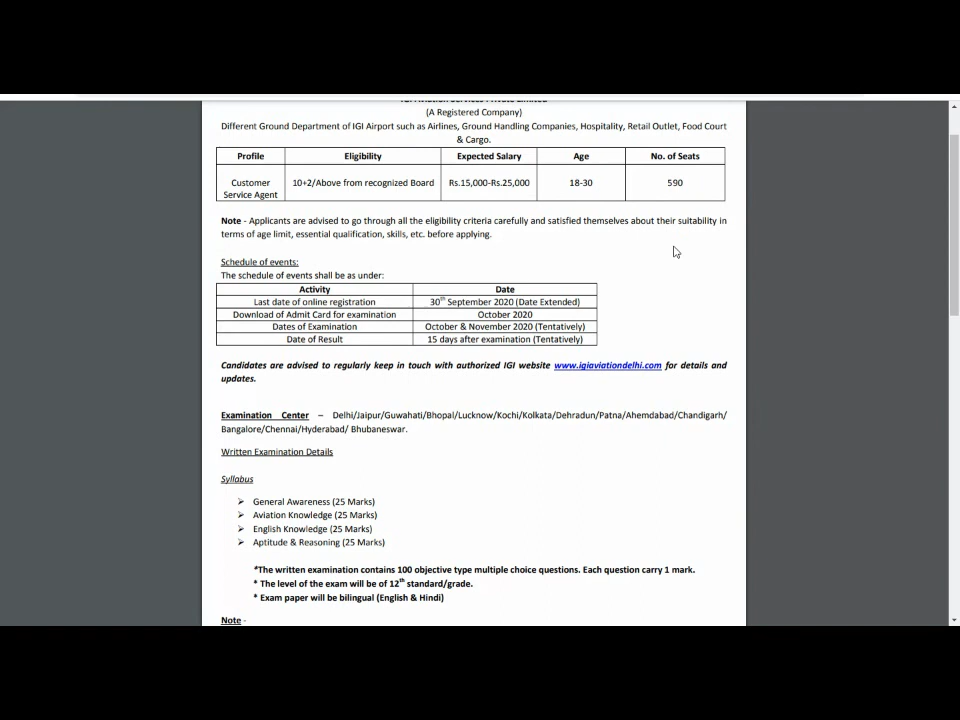 IGI Aviation Services Private Limited
(A Registered Company)
Different Ground Department of IGI Airport such as Airlines, Ground Handling Companies, Hospitality, Retail Outlet, Food Court
& Cargo.
Profile Eligibility Expected Salary Age No. of Seats
Customer Service Agent 10+2/Above from recognized Board Rs.15,000-Rs.25,000 18-30 590
Note - Applicants are advised to go through all the eligibility criteria carefully and satisfied themselves about their suitability in
terms of age limit, essential qualification, skills, etc. before applying.
Schedule of events:
The schedule of events shall be as under:
Activity Date
Last date of online registration 30th September 2020 (Date Extended)
Download of Admit Card for examination October 2020
Dates of Examination October & November 2020 (Tentatively)
Date of Result 15 days after examination (Tentatively)
Candidates are advised to regularly keep in touch with authorized IGI website www.igiaviationdelhi.com for details and
updates.
Examination Center – Delhi/Jaipur/Guwahati/Bhopal/Lucknow/Kochi/Kolkata/Dehradun/Patna/Ahemdabad/Chandigarh/
Bangalore/Chennai/Hyderabad/ Bhubaneswar.
Written Examination Details
Syllabus
➢ General Awareness (25 Marks)
➢ Aviation Knowledge (25 Marks)
➢ English Knowledge (25 Marks)
➢ Aptitude & Reasoning (25 Marks)
*The written examination contains 100 objective type multiple choice questions. Each question carry 1 mark.
* The level of the exam will be of 12th standard/grade.
* Exam paper will be bilingual (English & Hindi)
Note -